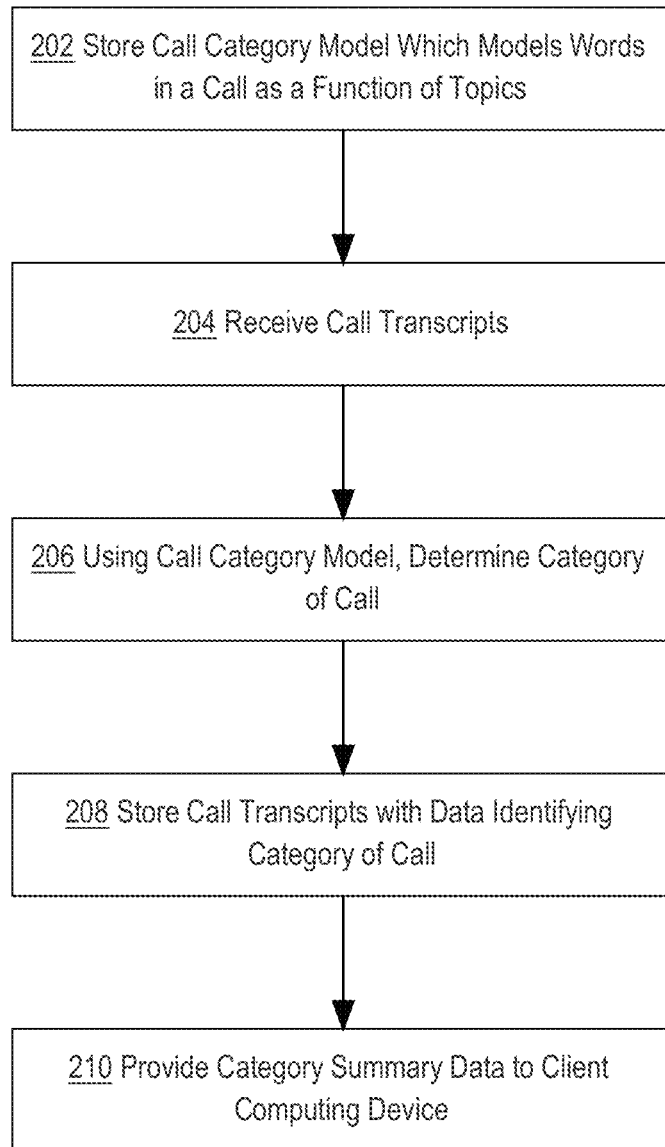 202 Store Call Category Model Which Models Words
in a Call as a Function of Topics
204 Receive Call Transcripts
206 Using Call Category Model, Determine Category
of Call
208 Store Call Transcripts with Data Identifying
Category of Call
210 Provide Category Summary Data to Client
Computing Device